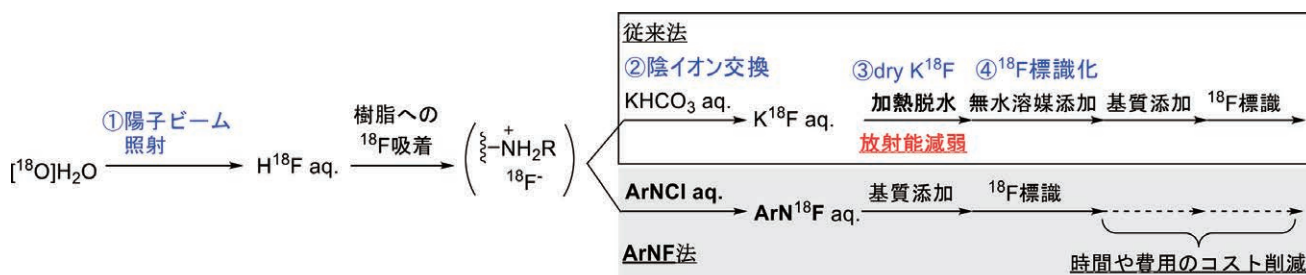 従来法
②陰イオン交換 ③dry K¹⁸F ④¹⁸F標識化
①陽子ビーム
照射
樹脂への
¹⁸F吸着
KHCO₃ aq.
加熱脱水 無水溶媒添加 基質添加 ¹⁸F標識
K¹⁸F aq.
放射能減弱
[¹⁸O]H₂O
H¹⁸F aq.
+
NH₂R
¹⁸F⁻
ArNCl aq.
基質添加 ¹⁸F標識
ArN¹⁸F aq.
ArNF法
時間や費用のコスト削減